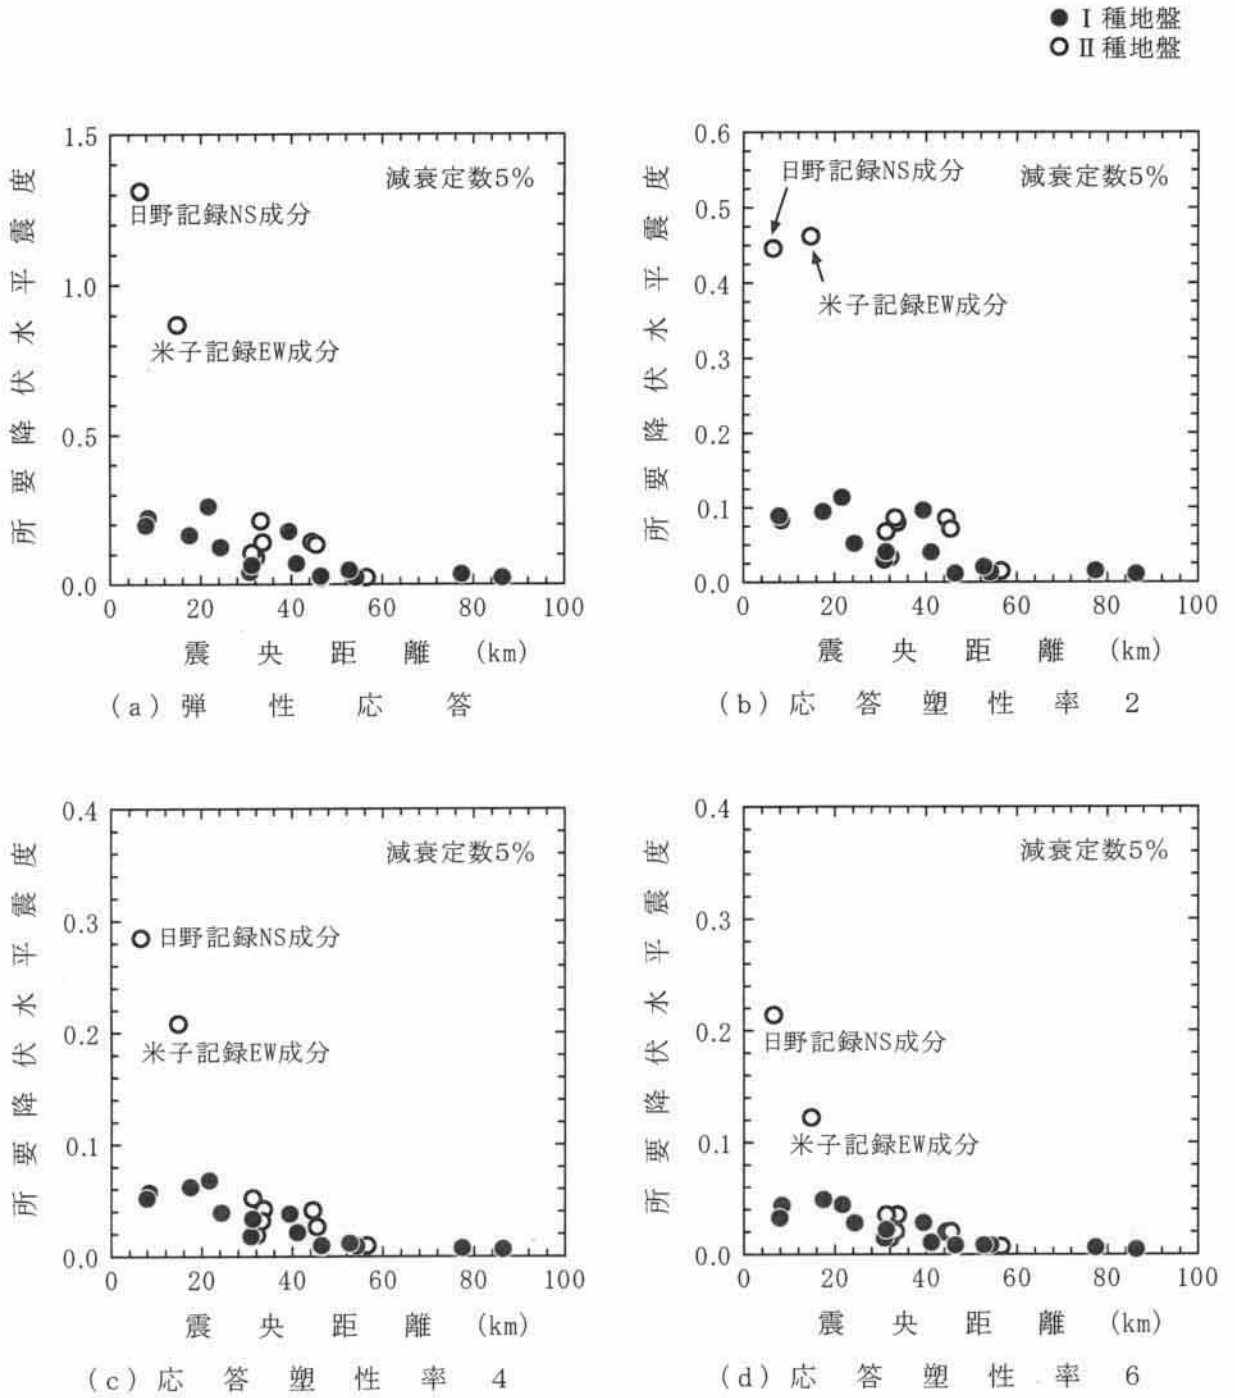 ● I 種地盤
○ II 種地盤
所要降伏水平震度
1.5
1.0
0.5
0.0
減衰定数5%
日野記録NS成分
米子記録EW成分
0 20 40 60 80 100
震央距離 (km)
(a) 弾性応答
所要降伏水平震度
0.6
0.5
0.4
0.3
0.2
0.1
0.0
日野記録NS成分
減衰定数5%
米子記録EW成分
0 20 40 60 80 100
震央距離 (km)
(b) 応答塑性率 2
所要降伏水平震度
0.4
0.3
0.2
0.1
0.0
減衰定数5%
日野記録NS成分
米子記録EW成分
0 20 40 60 80 100
震央距離 (km)
(c) 応答塑性率 4
所要降伏水平震度
0.4
0.3
0.2
0.1
0.0
減衰定数5%
日野記録NS成分
米子記録EW成分
0 20 40 60 80 100
震央距離 (km)
(d) 応答塑性率 6